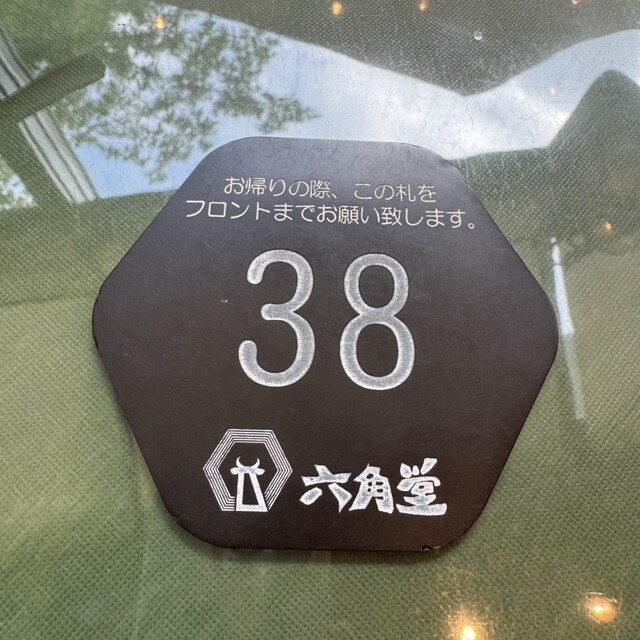 お帰りの際、この札を
フロントまでお願い致します。
38
六角堂